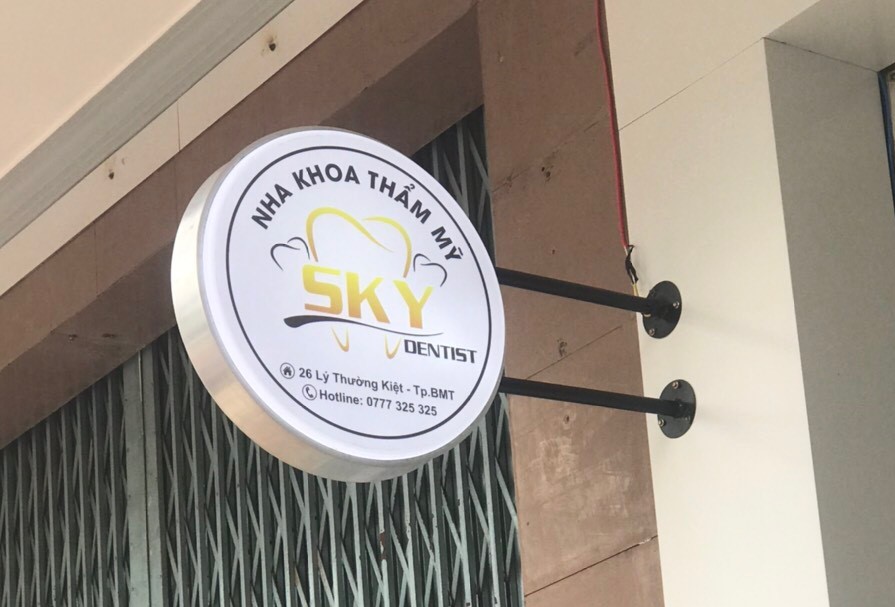 NHA KHOA THẨM MỸ
SKY
DENTIST
26 Lý Thường Kiệt - Tp.BMT
Hotline: 0777 325 325